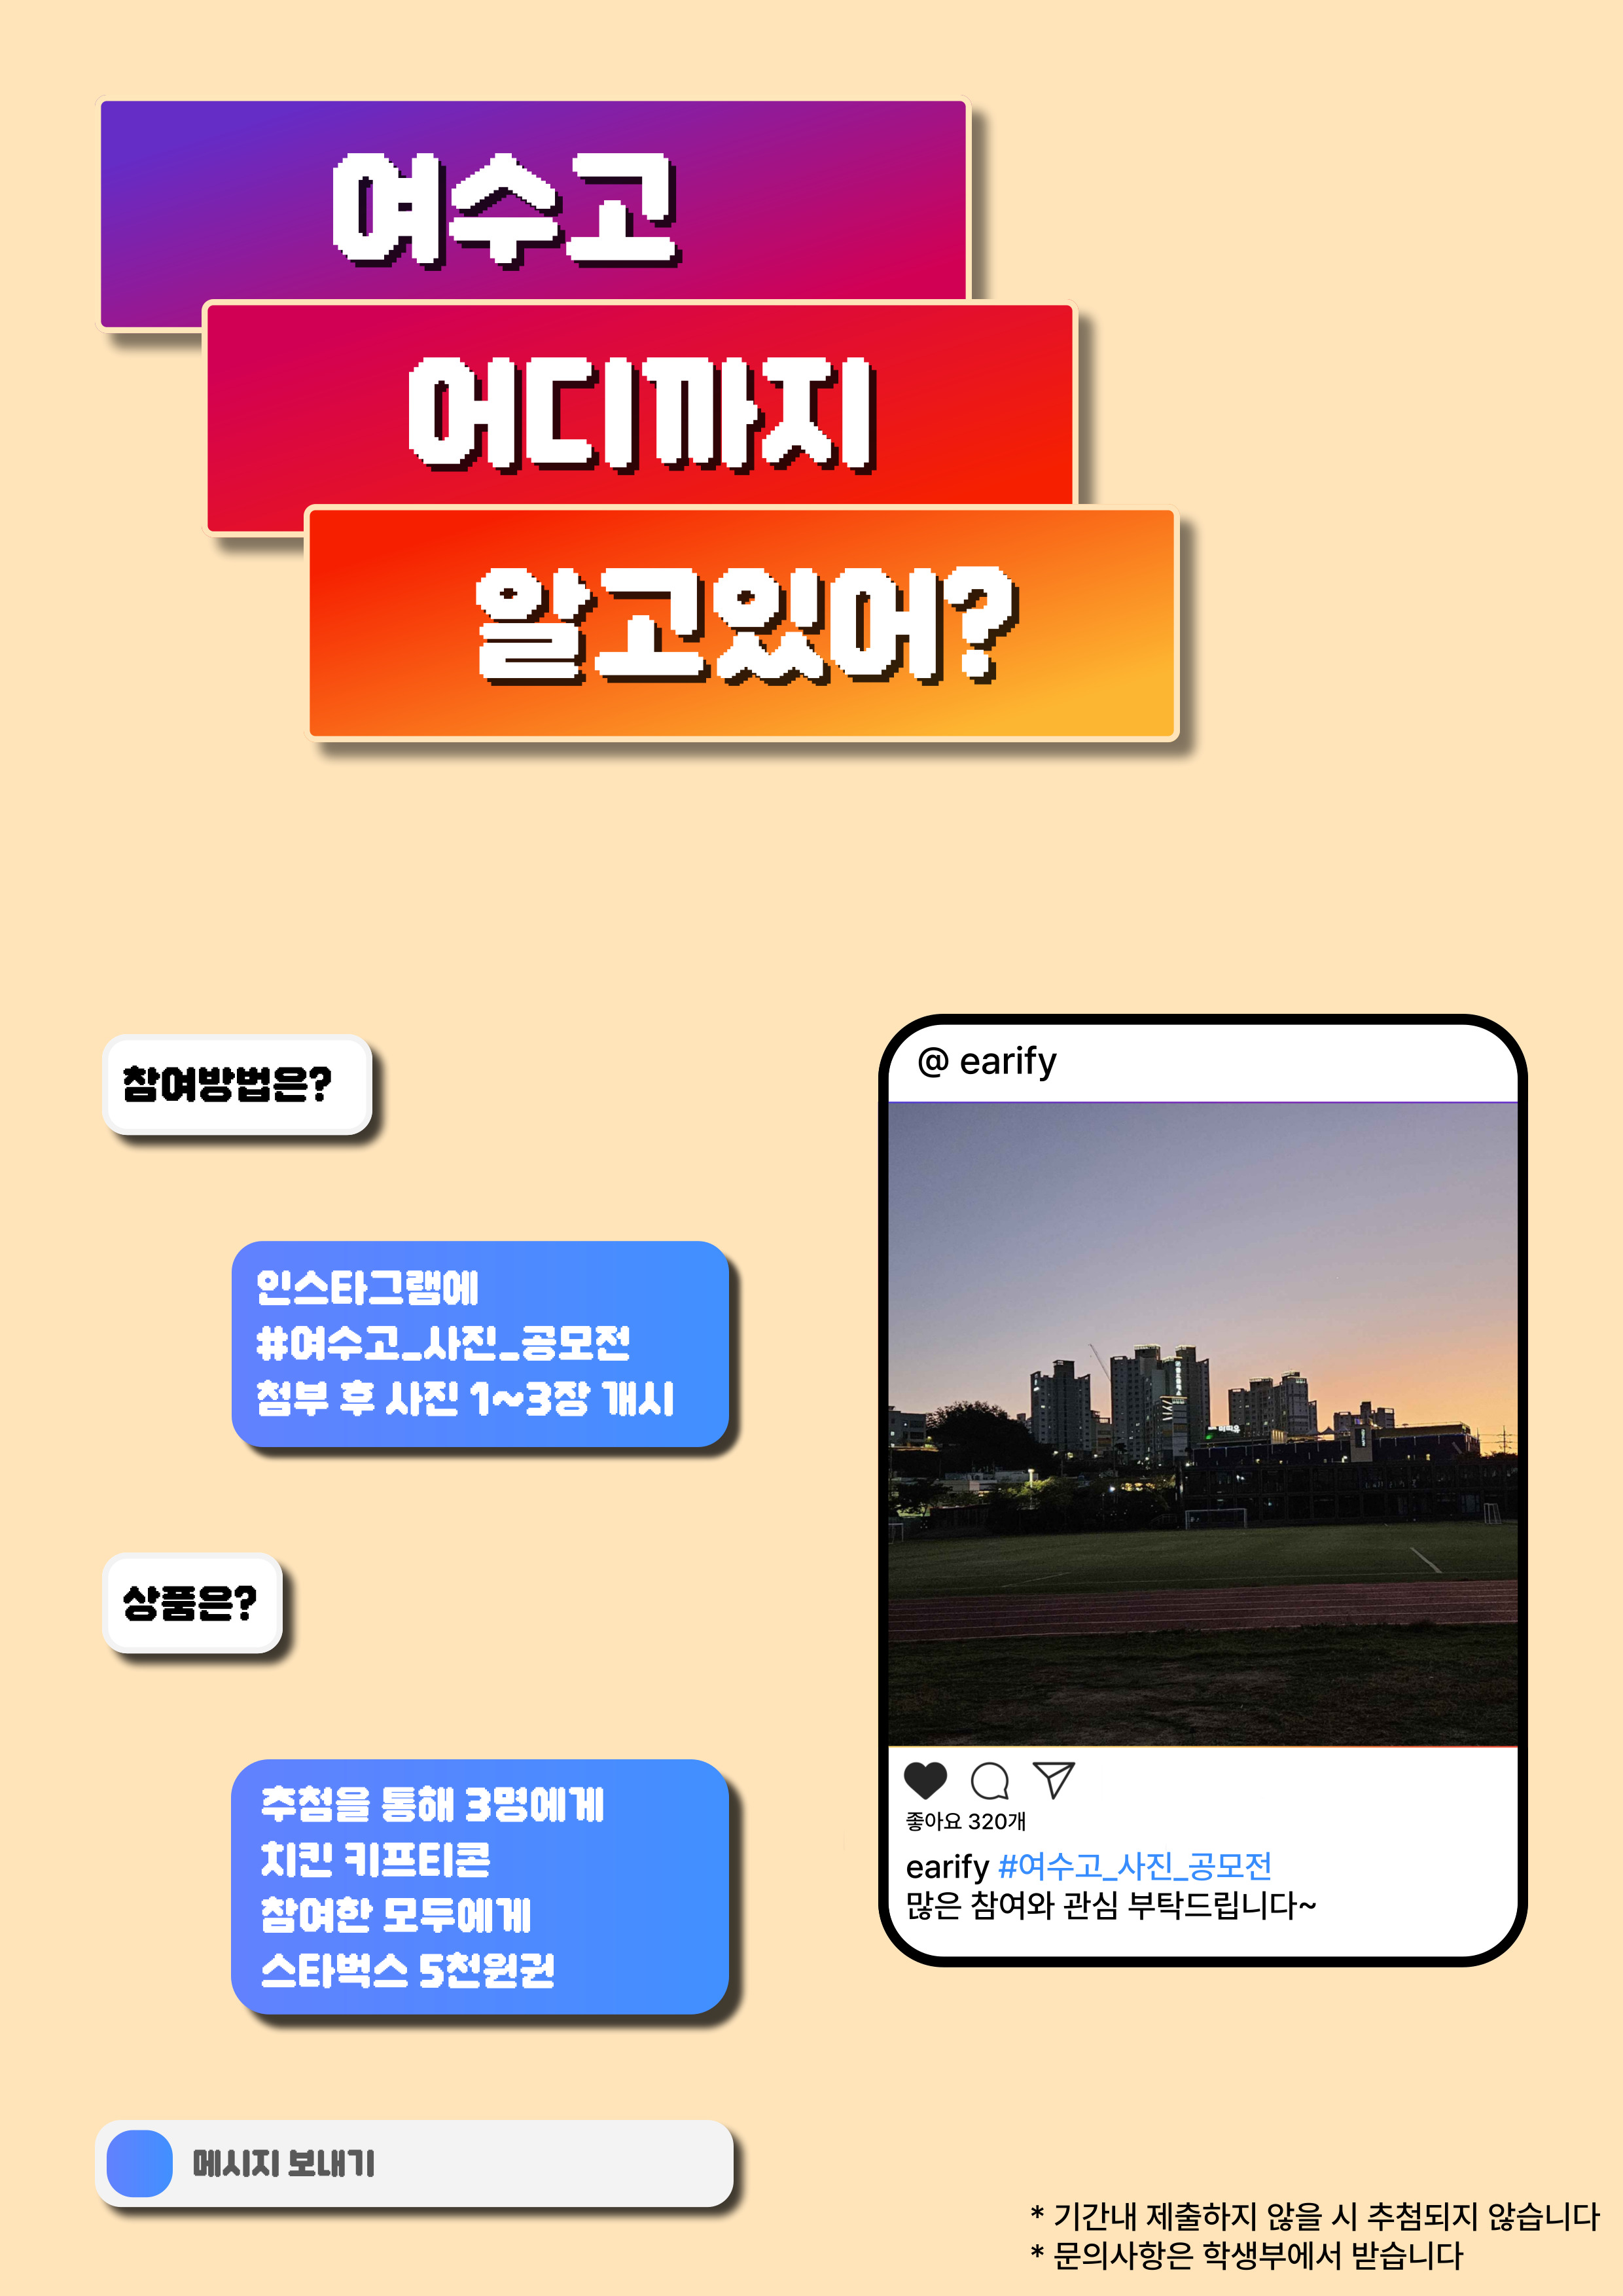 여수고
어디까지
알고있어?
참여방법은?
인스타그램에
#여수고_사진_공모전
첨부 후 사진 1~3장 개시
상품은?
추첨을 통해 3명에게
치킨 키프티콘
참여한 모두에게
스타벅스 5천원권
메시지 보내기
@ earify
좋아요 320개
earify #여수고_사진_공모전
많은 참여와 관심 부탁드립니다~
* 기간내 제출하지 않을 시 추첨되지 않습니다
* 문의사항은 학생부에서 받습니다